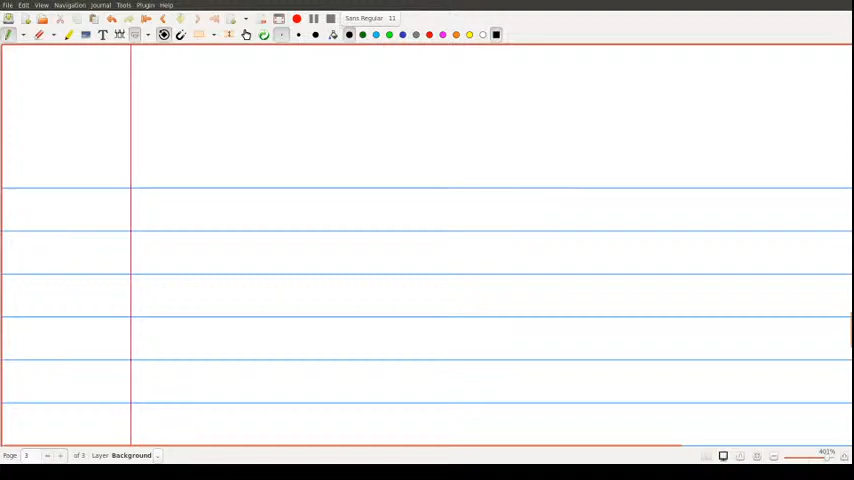 File Edit View Navigation Journal Tools Plugin Help
Sans Regular 11
T
Page 3 of 3 Layer Background
401%